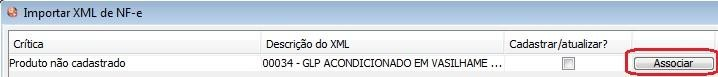 Importar XML de NF-e
Crítica Descrição do XML Cadastrar/atualizar?
Produto não cadastrado 00034 - GLP ACONDICIONADO EM VASILHAME ... Associar